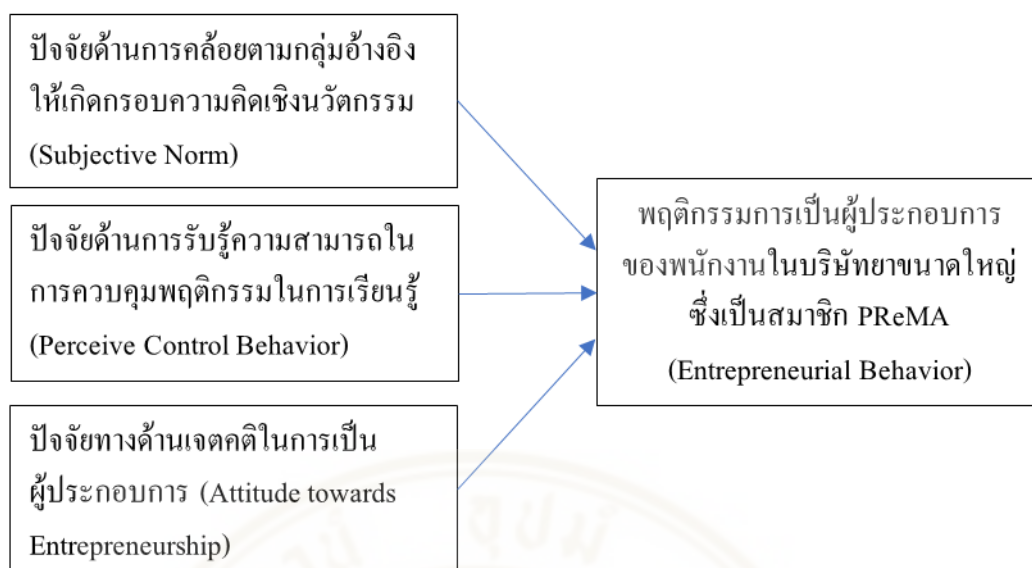 ปัจจัยด้านการคล้อยตามกลุ่มอ้างอิง
ให้เกิดกรอบความคิดเชิงนวัตกรรม
(Subjective Norm)
ปัจจัยด้านการรับรู้ความสามารถใน
การควบคุมพฤติกรรมในการเรียนรู้
(Perceive Control Behavior)
ปัจจัยทางด้านเจตคติในการเป็น
ผู้ประกอบการ (Attitude towards
Entrepreneurship)
พฤติกรรมการเป็นผู้ประกอบการ
ของพนักงานในบริษัทยาขนาดใหญ่
ซึ่งเป็นสมาชิก PReMA
(Entrepreneurial Behavior)